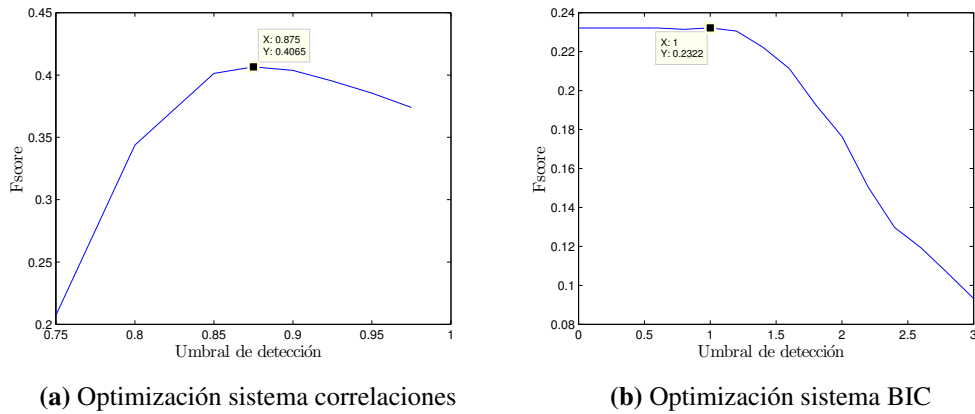 0.45
0.4
0.35
0.3
0.25
0.2
Fscore
X: 0.875
Y: 0.4065
0.75
0.8
0.85
0.9
0.95
1
Umbral de detección
(a) Optimización sistema correlaciones
0.24
0.22
0.2
0.18
0.16
0.14
0.12
0.1
0.08
Fscore
X: 1
Y: 0.2322
0
0.5
1
1.5
2
2.5
3
Umbral de detección
(b) Optimización sistema BIC